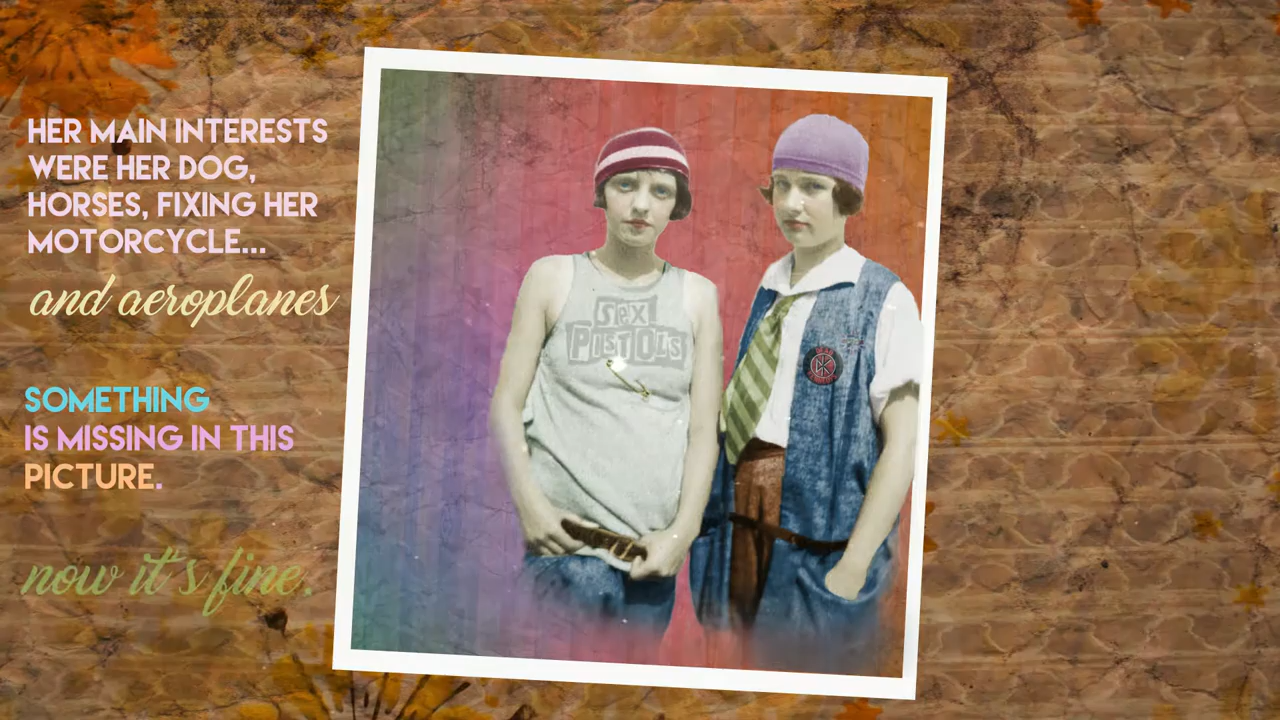 HER MAIN INTERESTS
WERE HER DOG,
HORSES, FIXING HER
MOTORCYCLE...
and aeroplanes
SOMETHING
IS MISSING IN THIS
PICTURE.
now it's fine.
SEX
PISTOLS
DK